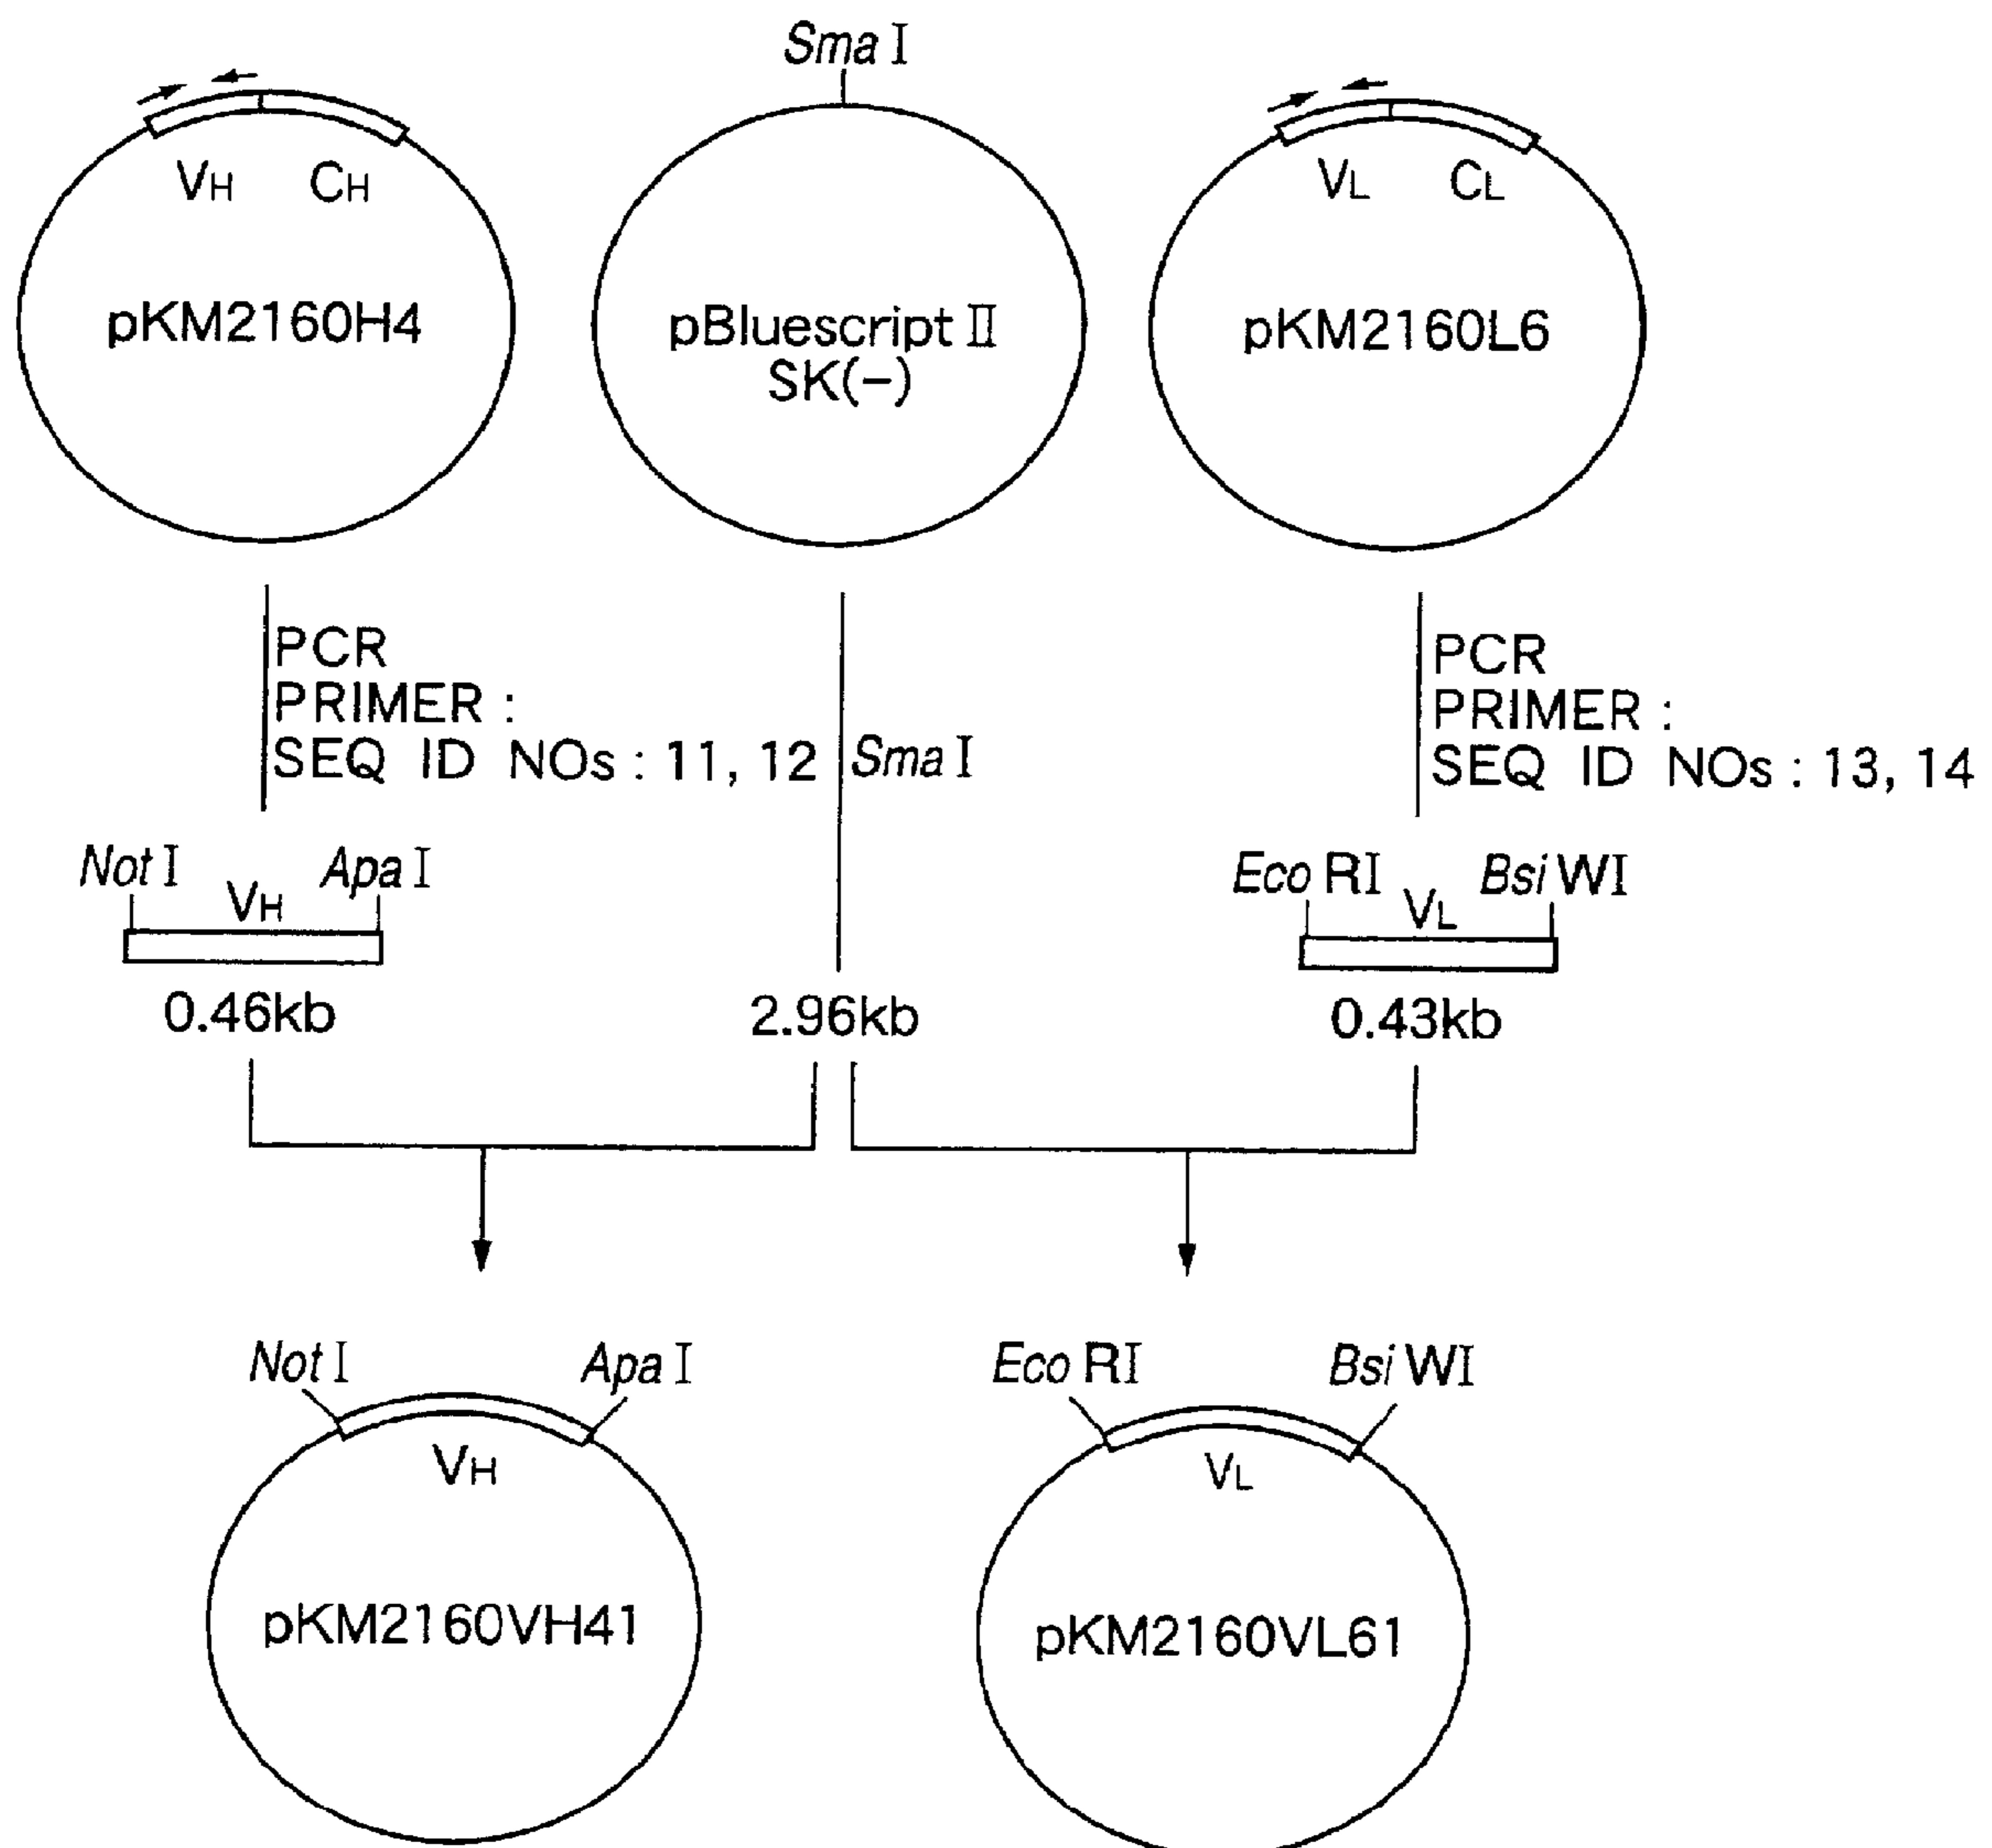 Sma I
VH CH
pKM2160H4
pBluescript II
SK(-)
VL CL
pKM2160L6
PCR
PRIMER :
SEQ ID NOs : 11, 12
Sma I
PCR
PRIMER :
SEQ ID NOs : 13, 14
Not I VH Apa I
0.46kb
2.96kb
Eco RI VL Bsi WI
0.43kb
Not I Apa I
VH
pKM2160VH41
Eco RI Bsi WI
VL
pKM2160VL61